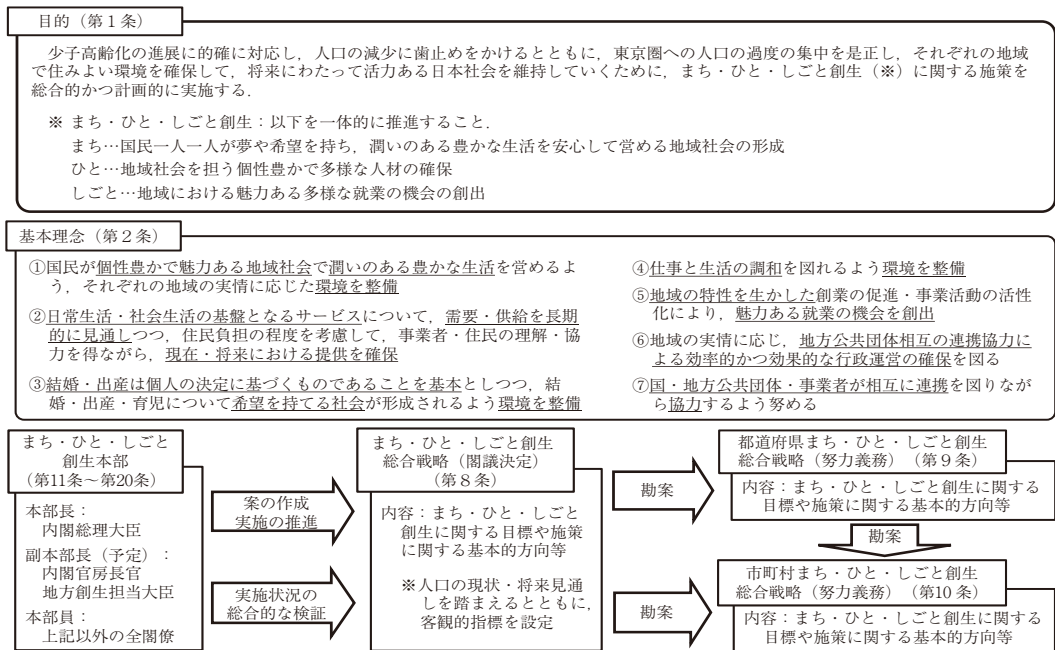 目的（第１条）
少子高齢化の進展に的確に対応し，人口の減少に歯止めをかけるとともに，東京圏への人口の過度の集中を是正し，それぞれの地域
で住みよい環境を確保して，将来にわたって活力ある日本社会を維持していくために，まち・ひと・しごと創生（※）に関する施策を
総合的かつ計画的に実施する．
※ まち・ひと・しごと創生：以下を一体的に推進すること．
まち…国民一人一人が夢や希望を持ち，潤いのある豊かな生活を安心して営める地域社会の形成
ひと…地域社会を担う個性豊かで多様な人材の確保
しごと…地域における魅力ある多様な就業の機会の創出
基本理念（第２条）
①国民が個性豊かで魅力ある地域社会で潤いのある豊かな生活を営めるよ
う，それぞれの地域の実情に応じた環境を整備
②日常生活・社会生活の基盤となるサービスについて，需要・供給を長期
的に見通しつつ，住民負担の程度を考慮して，事業者・住民の理解・協
力を得ながら，現在・将来における提供を確保
③結婚・出産は個人の決定に基づくものであることを基本としつつ，結
婚・出産・育児について希望を持てる社会が形成されるよう環境を整備
④仕事と生活の調和を図れるよう環境を整備
⑤地域の特性を生かした創業の促進・事業活動の活性
化により，魅力ある就業の機会を創出
⑥地域の実情に応じ，地方公共団体相互の連携協力に
よる効率的かつ効果的な行政運営の確保を図る
⑦国・地方公共団体・事業者が相互に連携を図りなが
ら協力するよう努める
まち・ひと・しごと
創生本部
（第11条～第20条）
本部長：
内閣総理大臣
副本部長（予定）：
内閣官房長官
地方創生担当大臣
本部員：
上記以外の全閣僚
案の作成
実施の推進
実施状況の
総合的な検証
まち・ひと・しごと創生
総合戦略（閣議決定）
（第８条）
内容：まち・ひと・しごと
創生に関する目標や施策
に関する基本的方向等
※人口の現状・将来見通
しを踏まえるとともに，
客観的指標を設定
勘案
勘案
都道府県まち・ひと・しごと創生
総合戦略（努力義務）（第９条）
内容：まち・ひと・しごと創生に関する
目標や施策に関する基本的方向等
勘案
市町村まち・ひと・しごと創生
総合戦略（努力義務）（第10条）
内容：まち・ひと・しごと創生に関する
目標や施策に関する基本的方向等